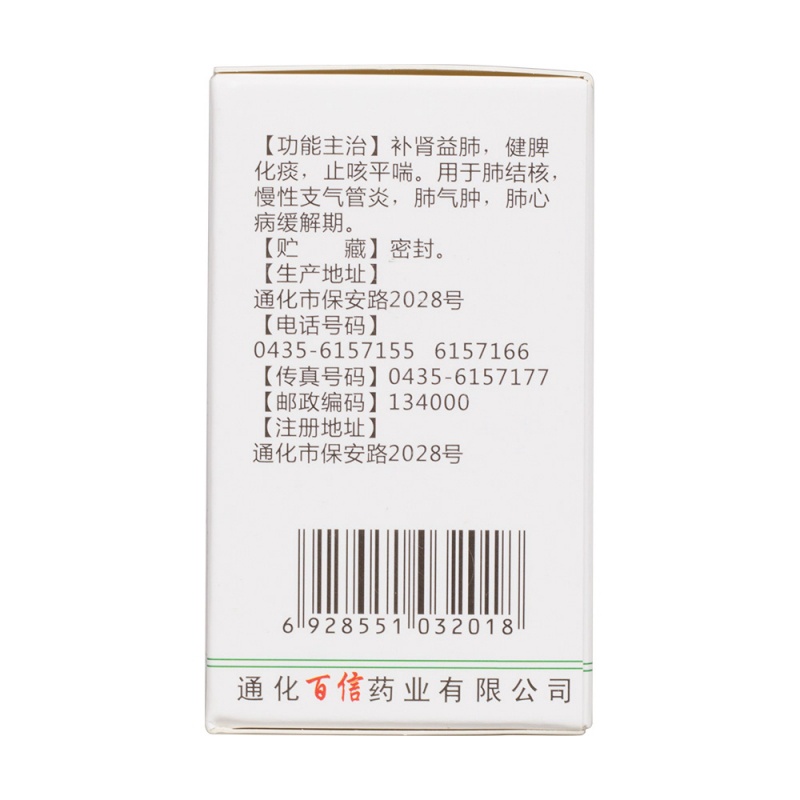 【功能主治】补肾益肺，健脾
化痰，止咳平喘。用于肺结核，
慢性支气管炎，肺气肿，肺心
病缓解期。
【贮　　藏】密封。
【生产地址】
通化市保安路2028号
【电话号码】
0435-6157155 6157166
【传真号码】0435-6157177
【邮政编码】134000
【注册地址】
通化市保安路2028号
6 928551 032018
通化百信药业有限公司